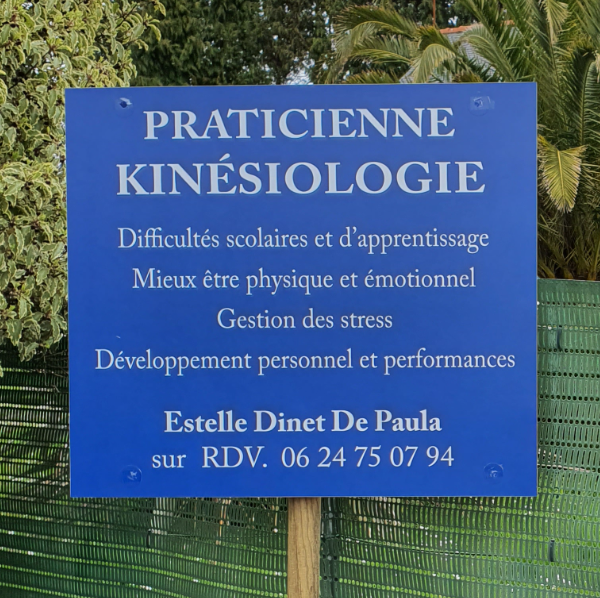 PRATICIENNE
KINÉSIOLOGIE
Difficultés scolaires et d'apprentissage
Mieux être physique et émotionnel
Gestion des stress
Développement personnel et performances
Estelle Dinet De Paula
sur RDV. 06 24 75 07 94